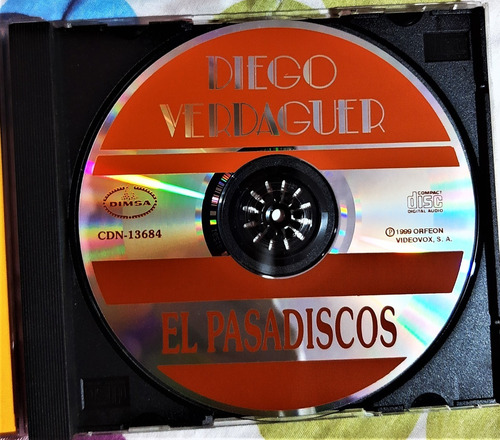 DIEGO
VERDAGUER
DIMSA
CDN-13684
COMPACT
disc
DIGITAL AUDIO
℗ 1999 ORFEON
VIDEOVOX, S. A.
EL PASADISCOS